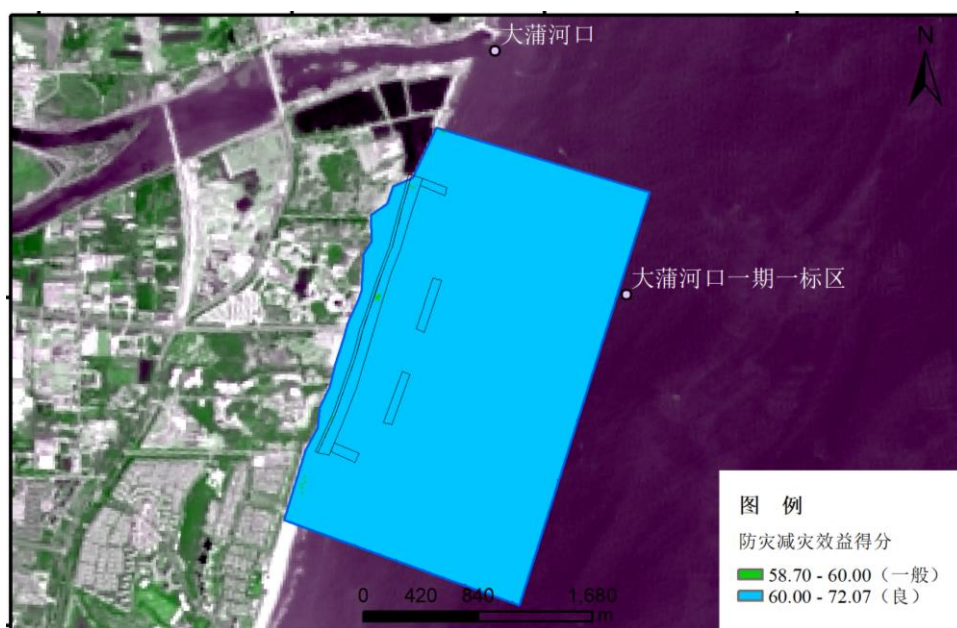 大蒲河口
N
大蒲河口一期一标区
图 例
防灾减灾效益得分
58.70 - 60.00（一般）
60.00 - 72.07（良）
0 420 840 1,680
m